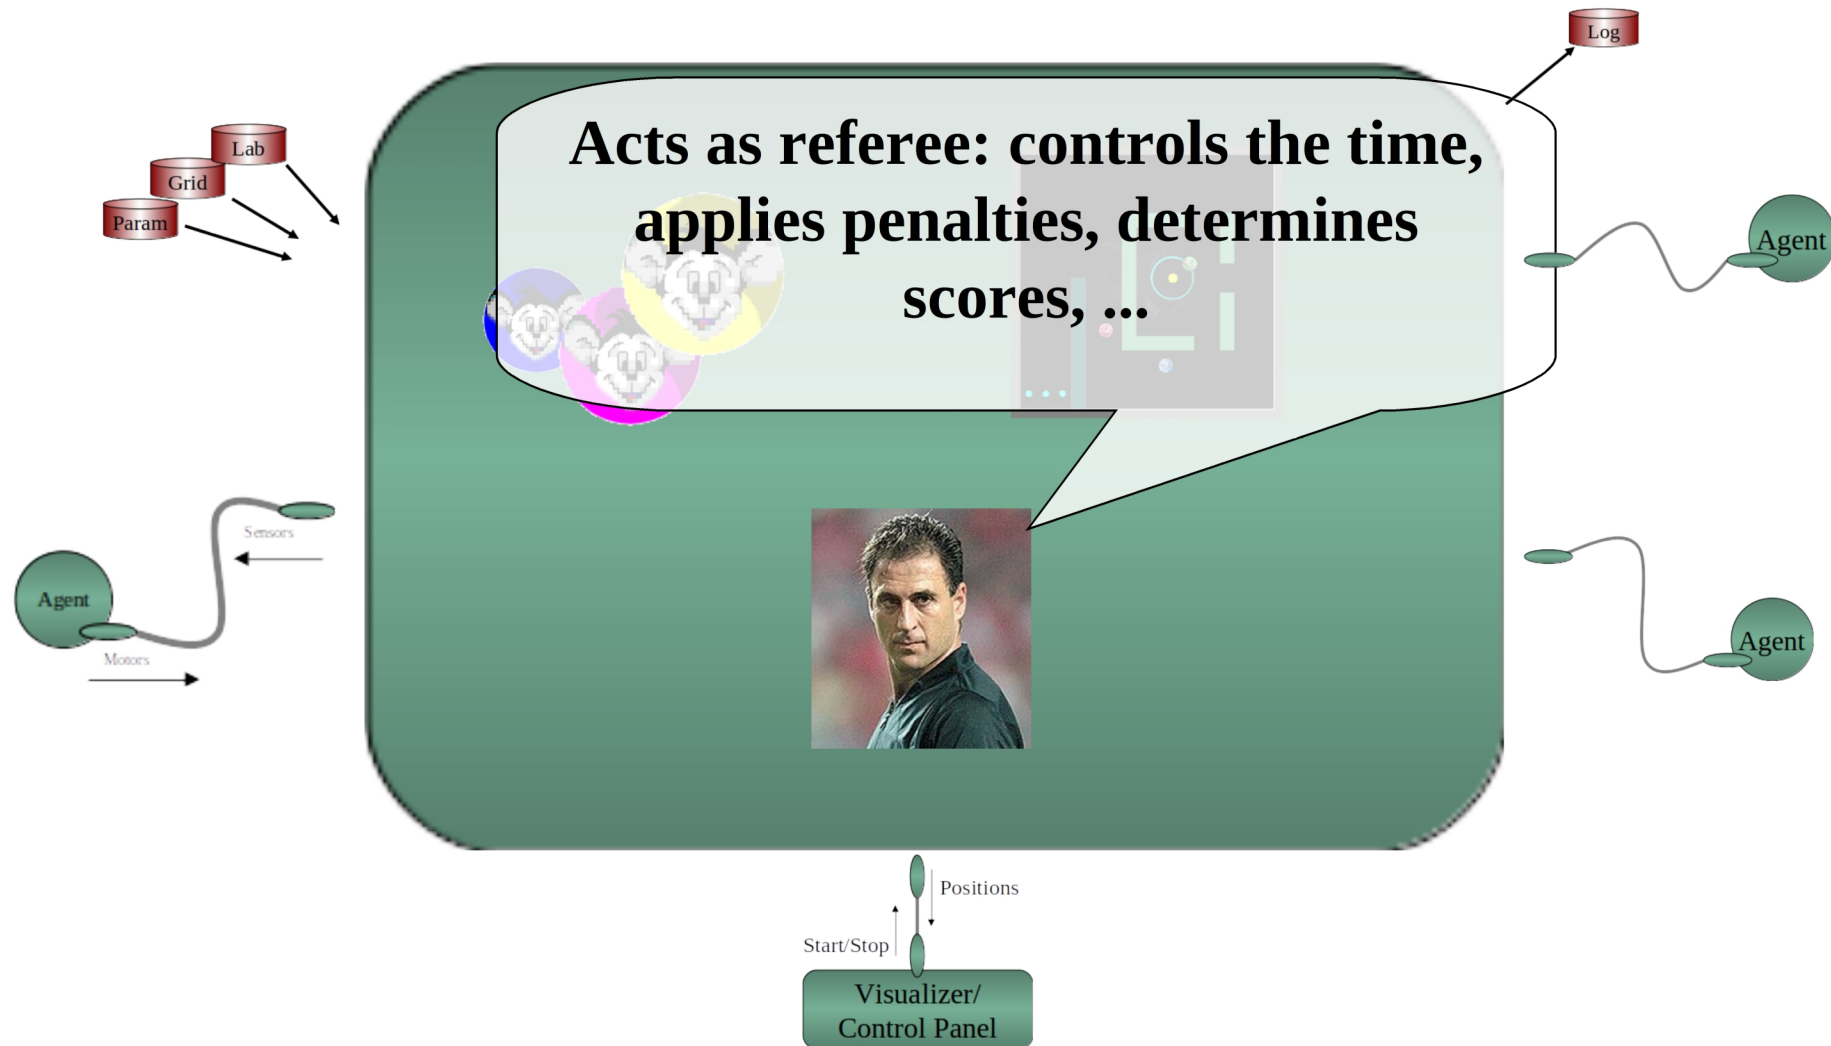 Log
Acts as referee: controls the time,
applies penalties, determines
scores, ...
Lab
Grid
Param
Agent
Sensors
Agent
Motors
Agent
Positions
Start/Stop
Visualizer/
Control Panel